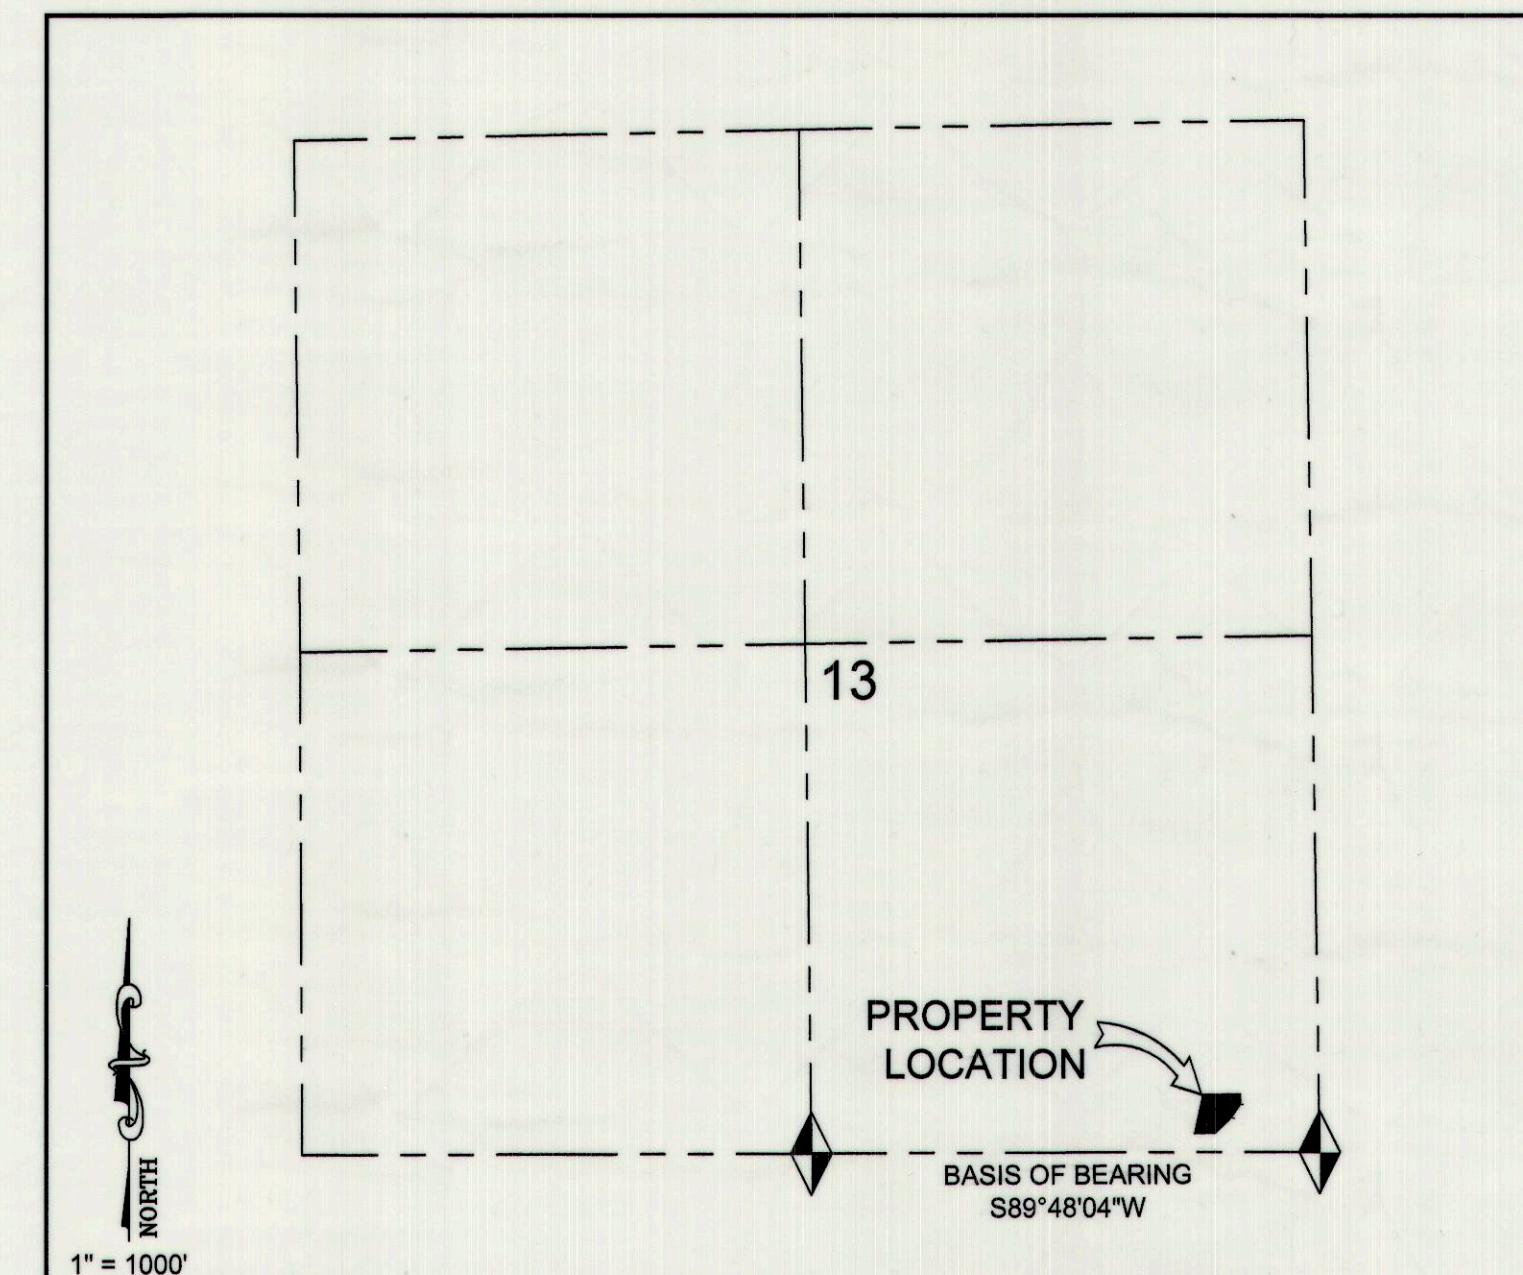 13
PROPERTY
LOCATION
BASIS OF BEARING
S89°48'04"W
NORTH
1" = 1000'